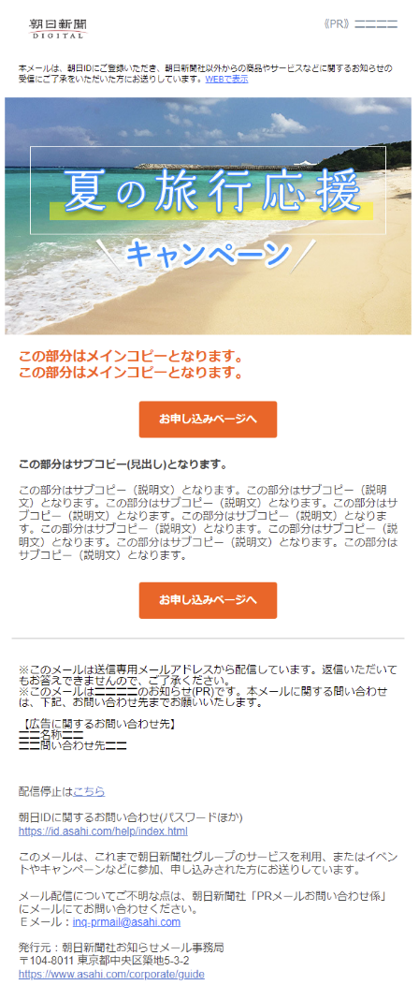 朝日新聞
DIGITAL
《PR》〓〓〓〓
本メールは、朝日IDにご登録いただき、朝日新聞社以外からの商品やサービスなどに関するお知らせの
受信にご了承をいただいた方にお送りしています。WEBで表示
夏の旅行応援
キャンペーン
この部分はメインコピーとなります。
この部分はメインコピーとなります。
お申し込みページへ
この部分はサブコピー(見出し)となります。
この部分はサブコピー（説明文）となります。この部分はサブコピー（説明
文）となります。この部分はサブコピー（説明文）となります。この部分はサ
ブコピー（説明文）となります。この部分はサブコピー（説明文）となりま
す。この部分はサブコピー（説明文）となります。この部分はサブコピー（説
明文）となります。この部分はサブコピー（説明文）となります。この部分は
サブコピー（説明文）となります。
お申し込みページへ
※このメールは送信専用メールアドレスから配信しています。返信いただいて
もお答えできませんので、ご了承ください。
※このメールは〓〓〓〓のお知らせ(PR)です。本メールに関する問い合わせ
は、下記、お問い合わせ先までお願いいたします。
【広告に関するお問い合わせ先】
〓〓名称〓〓
〓〓問い合わせ先〓〓
配信停止はこちら
朝日IDに関するお問い合わせ(パスワードほか)
https://id.asahi.com/help/index.html
このメールは、これまで朝日新聞社グループのサービスを利用、またはイベン
トやキャンペーンなどに参加、申し込みされた方にお送りしています。
メール配信についてご不明な点は、朝日新聞社「PRメールお問い合わせ係」
にメールにてお問い合わせください。
Ｅメール：inq-prmail@asahi.com
発行元：朝日新聞社お知らせメール事務局
〒104-8011 東京都中央区築地5-3-2
https://www.asahi.com/corporate/guide